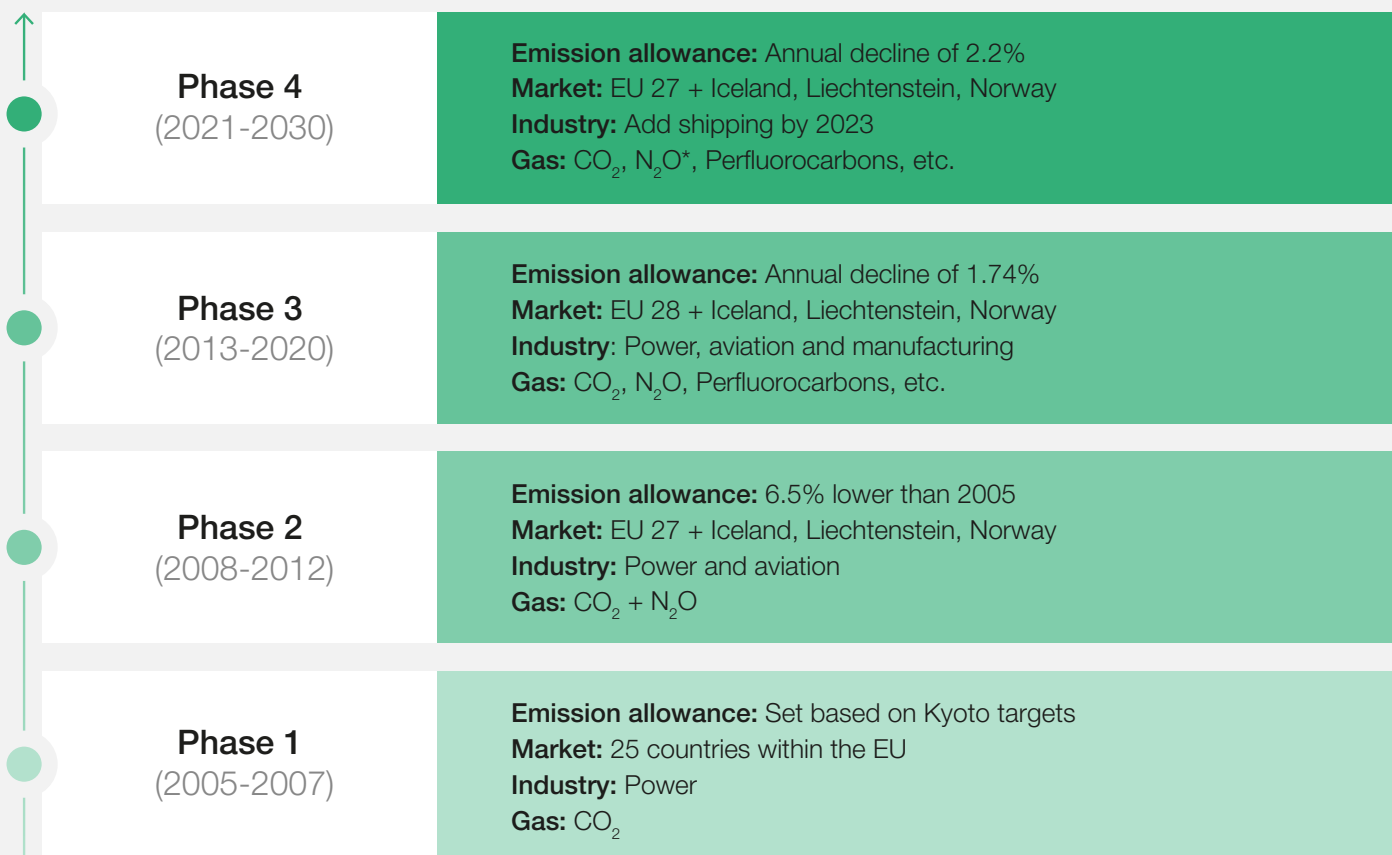 Phase 4
(2021-2030)
Emission allowance: Annual decline of 2.2%
Market: EU 27 + Iceland, Liechtenstein, Norway
Industry: Add shipping by 2023
Gas: CO₂, N₂O*, Perfluorocarbons, etc.
Phase 3
(2013-2020)
Emission allowance: Annual decline of 1.74%
Market: EU 28 + Iceland, Liechtenstein, Norway
Industry: Power, aviation and manufacturing
Gas: CO₂, N₂O, Perfluorocarbons, etc.
Phase 2
(2008-2012)
Emission allowance: 6.5% lower than 2005
Market: EU 27 + Iceland, Liechtenstein, Norway
Industry: Power and aviation
Gas: CO₂ + N₂O
Phase 1
(2005-2007)
Emission allowance: Set based on Kyoto targets
Market: 25 countries within the EU
Industry: Power
Gas: CO₂